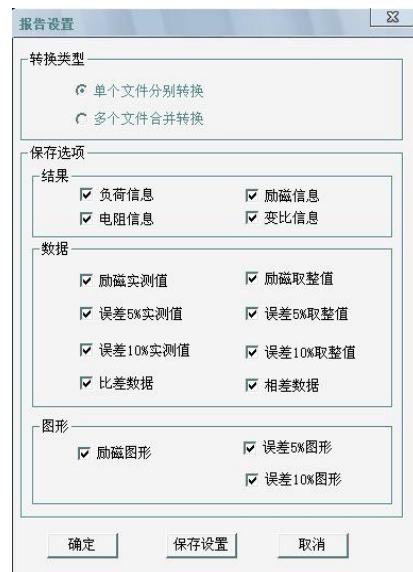 报告设置
转换类型
单个文件分别转换
多个文件合并转换
保存选项
结果
负荷信息 励磁信息
电阻信息 变比信息
数据
励磁实测值 励磁取整值
误差5%实测值 误差5%取整值
误差10%实测值 误差10%取整值
比差数据 相差数据
图形
励磁图形 误差5%图形
误差10%图形
确定 保存设置 取消